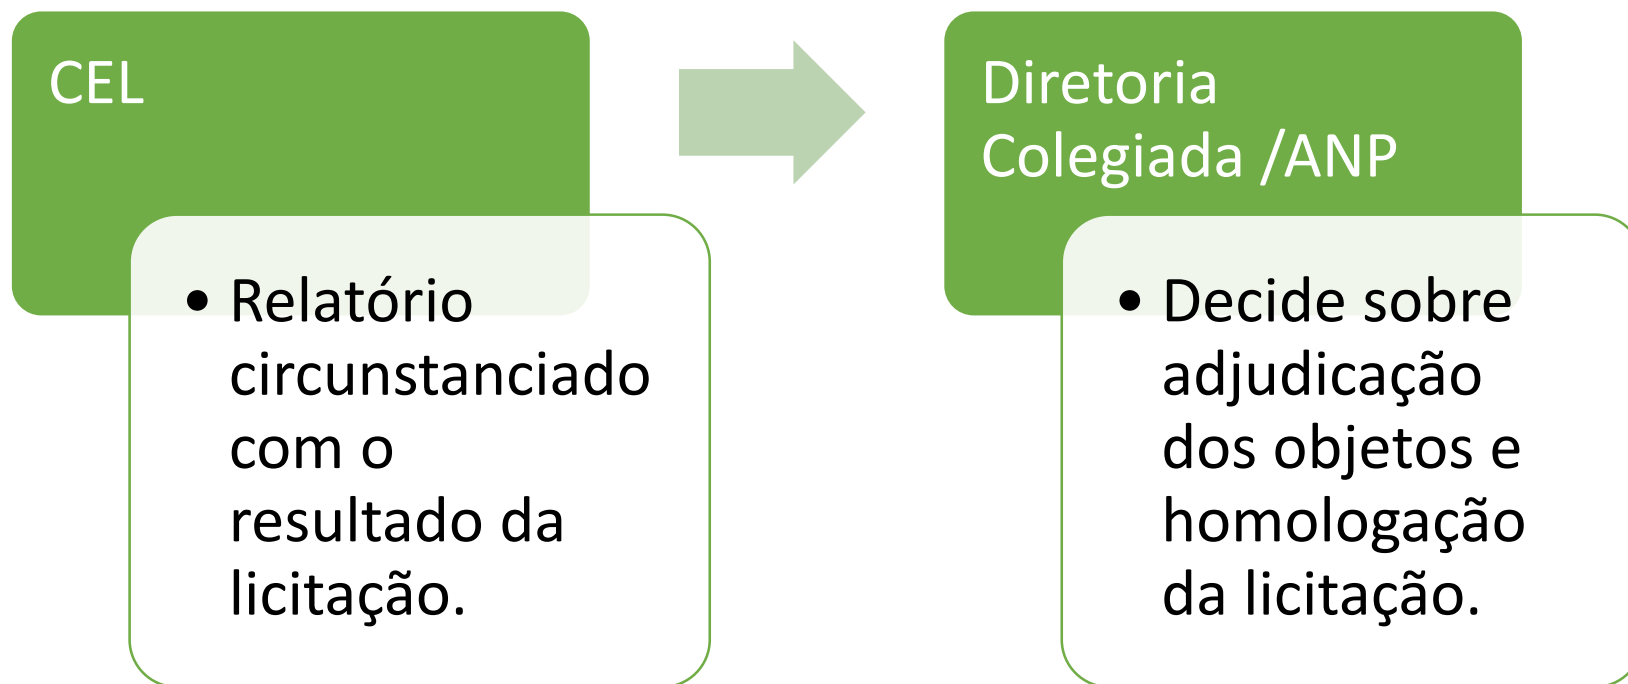 CEL
• Relatório
circunstanciado
com o
resultado da
licitação.
Diretoria
Colegiada /ANP
• Decide sobre
adjudicação
dos objetos e
homologação
da licitação.